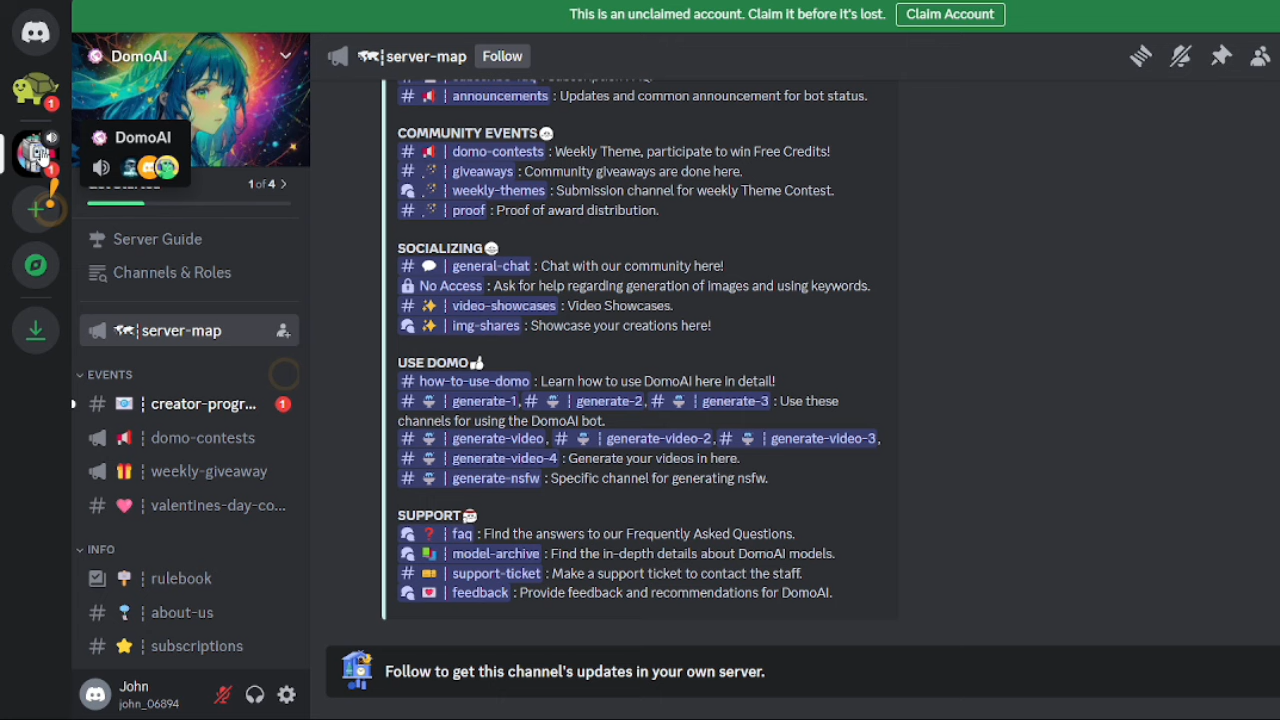 This is an unclaimed account. Claim it before it's lost.
Claim Account
DomoAI
server-map
Follow
1
DomoAI
1
1 of 4
Server Guide
Channels & Roles
server-map
EVENTS
creator-progr...
1
domo-contests
weekly-giveaway
valentines-day-co...
INFO
rulebook
about-us
subscriptions
John
john_06894
# | announcements : Updates and common announcement for bot status.
COMMUNITY EVENTS
# | domo-contests : Weekly Theme, participate to win Free Credits!
# | giveaways : Community giveaways are done here.
| weekly-themes : Submission channel for weekly Theme Contest.
# | proof : Proof of award distribution.
SOCIALIZING
# | general-chat : Chat with our community here!
No Access : Ask for help regarding generation of images and using keywords.
# | video-showcases : Video Showcases.
| img-shares : Showcase your creations here!
USE DOMO
# how-to-use-domo : Learn how to use DomoAI here in detail!
# | generate-1, # | generate-2, # | generate-3 : Use these
channels for using the DomoAI bot.
# | generate-video, # | generate-video-2, # | generate-video-3,
# | generate-video-4 : Generate your videos in here.
# | generate-nsfw : Specific channel for generating nsfw.
SUPPORT
| faq : Find the answers to our Frequently Asked Questions.
| model-archive : Find the in-depth details about DomoAI models.
# | support-ticket : Make a support ticket to contact the staff.
| feedback : Provide feedback and recommendations for DomoAI.
Follow to get this channel's updates in your own server.